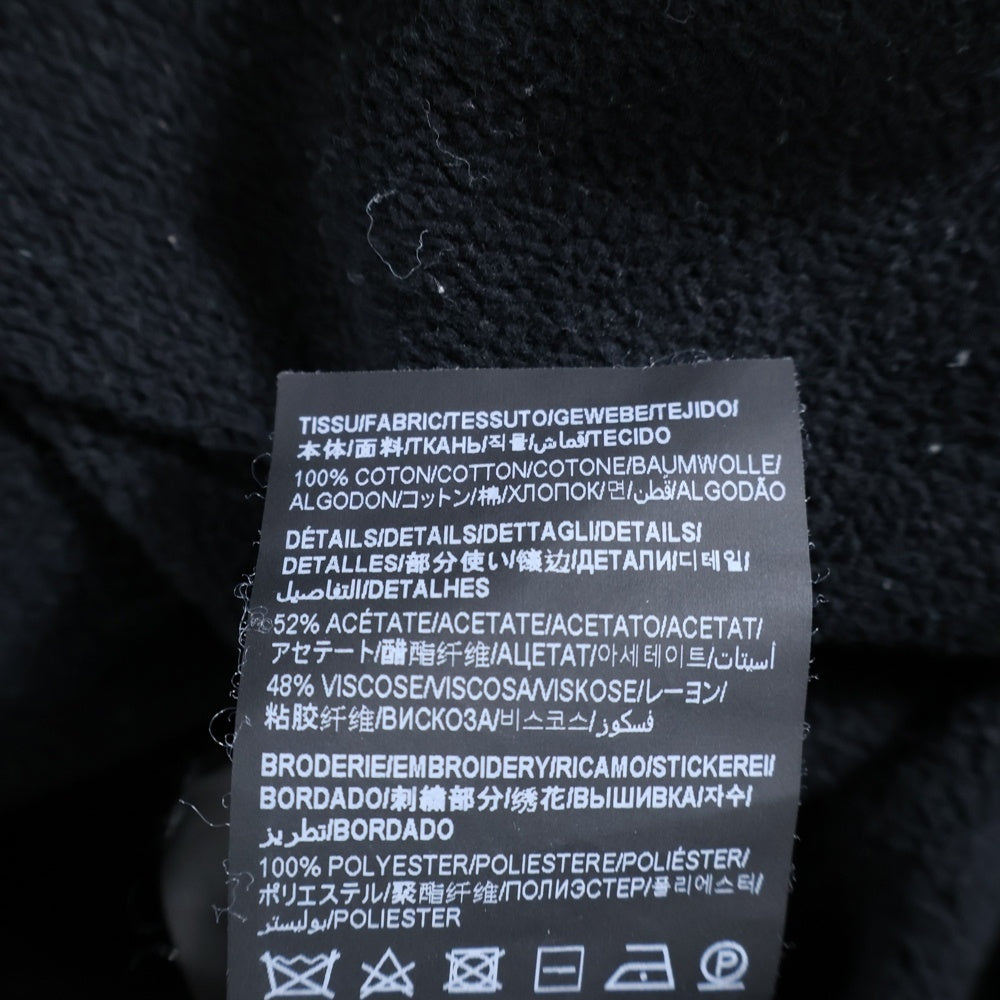 TISSU/FABRIC/TESSUTO/GEWEBE/TEJIDO/
本体/面料/ТКАНЬ/직물/قماش/TECIDO
100% COTON/COTTON/COTONE/BAUMWOLLE/
ALGODON/コットン/棉/ХЛОПОК/면/قطن/ALGODÃO
DÉTAILS/DETAILS/DETTAGLI/DETAILS/
DETALLES/部分使い/镶边/ДЕТАЛИ/디테일/
التفاصيل/DETALHES
52% ACÉTATE/ACETATE/ACETATO/ACETAT/
アセテート/醋酯纤维/АЦЕТАТ/아세테이트/أسيتات
48% VISCOSE/VISCOSA/VISKOSE/レーヨン/
粘胶纤维/ВИСКОЗА/비스코스/فسكوز
BRODERIE/EMBROIDERY/RICAMO/STICKEREI/
BORDADO/刺繍部分/绣花/ВЫШИВКА/자수/
تطريز/BORDADO
100% POLYESTER/POLIESTERE/POLIÉSTER/
ポリエステル/聚酯纤维/ПОЛИЭСТЕР/폴리에스터/
بوليستر/POLIESTER
P